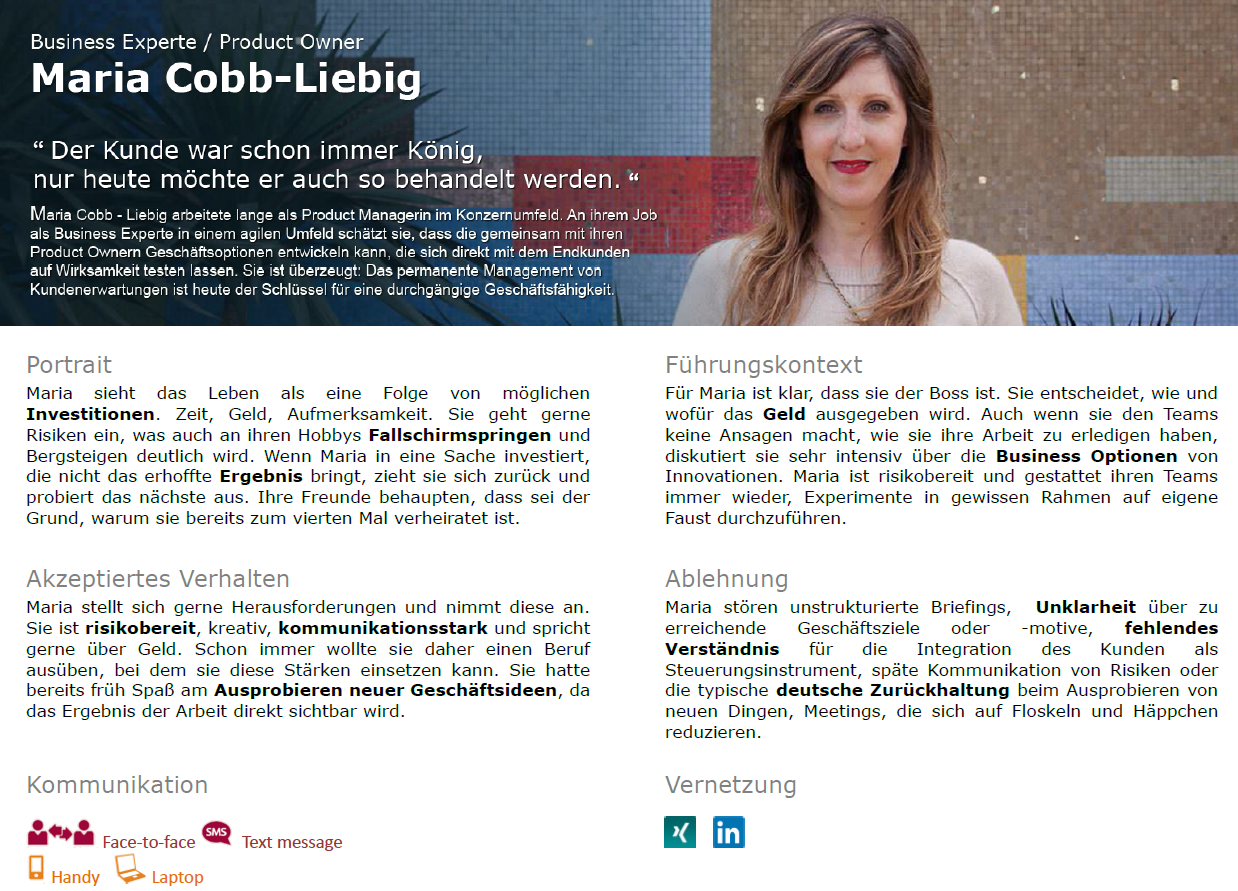 Business Experte / Product Owner
Maria Cobb-Liebig
“ Der Kunde war schon immer König,
nur heute möchte er auch so behandelt werden. “
Maria Cobb - Liebig arbeitete lange als Product Managerin im Konzernumfeld. An ihrem Job
als Business Experte in einem agilen Umfeld schätzt sie, dass die gemeinsam mit ihren
Product Ownern Geschäftsoptionen entwickeln kann, die sich direkt mit dem Endkunden
auf Wirksamkeit testen lassen. Sie ist überzeugt: Das permanente Management von
Kundenerwartungen ist heute der Schlüssel für eine durchgängige Geschäftsfähigkeit.
Portrait
Maria sieht das Leben als eine Folge von möglichen
Investitionen. Zeit, Geld, Aufmerksamkeit. Sie geht gerne
Risiken ein, was auch an ihren Hobbys Fallschirmspringen und
Bergsteigen deutlich wird. Wenn Maria in eine Sache investiert,
die nicht das erhoffte Ergebnis bringt, zieht sie sich zurück und
probiert das nächste aus. Ihre Freunde behaupten, dass sei der
Grund, warum sie bereits zum vierten Mal verheiratet ist.
Führungskontext
Für Maria ist klar, dass sie der Boss ist. Sie entscheidet, wie und
wofür das Geld ausgegeben wird. Auch wenn sie den Teams
keine Ansagen macht, wie sie ihre Arbeit zu erledigen haben,
diskutiert sie sehr intensiv über die Business Optionen von
Innovationen. Maria ist risikobereit und gestattet ihren Teams
immer wieder, Experimente in gewissen Rahmen auf eigene
Faust durchzuführen.
Akzeptiertes Verhalten
Maria stellt sich gerne Herausforderungen und nimmt diese an.
Sie ist risikobereit, kreativ, kommunikationsstark und spricht
gerne über Geld. Schon immer wollte sie daher einen Beruf
ausüben, bei dem sie diese Stärken einsetzen kann. Sie hatte
bereits früh Spaß am Ausprobieren neuer Geschäftsideen, da
das Ergebnis der Arbeit direkt sichtbar wird.
Ablehnung
Maria stören unstrukturierte Briefings, Unklarheit über zu
erreichende Geschäftsziele oder -motive, fehlendes
Verständnis für die Integration des Kunden als
Steuerungsinstrument, späte Kommunikation von Risiken oder
die typische deutsche Zurückhaltung beim Ausprobieren von
neuen Dingen, Meetings, die sich auf Floskeln und Häppchen
reduzieren.
Kommunikation
Face-to-face SMS Text message
Handy Laptop
Vernetzung
in